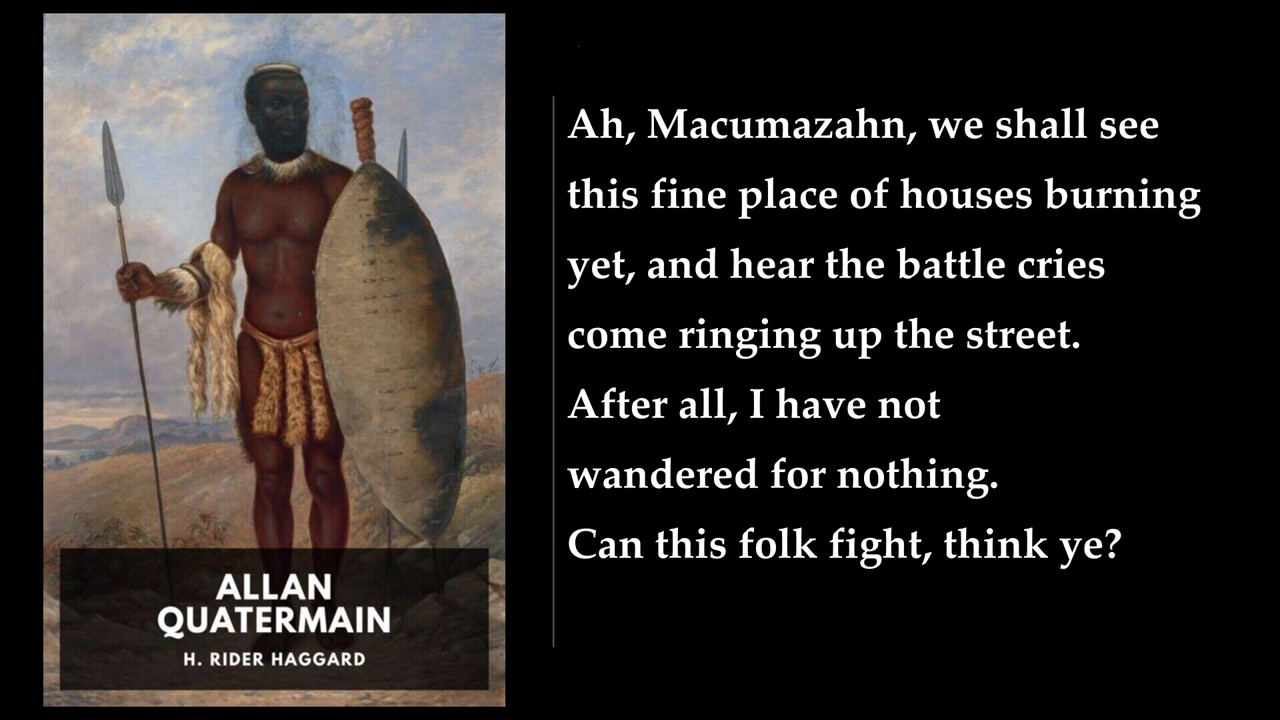 ALLAN
QUATERMAIN
H. RIDER HAGGARD
Ah, Macumazahn, we shall see
this fine place of houses burning
yet, and hear the battle cries
come ringing up the street.
After all, I have not
wandered for nothing.
Can this folk fight, think ye?